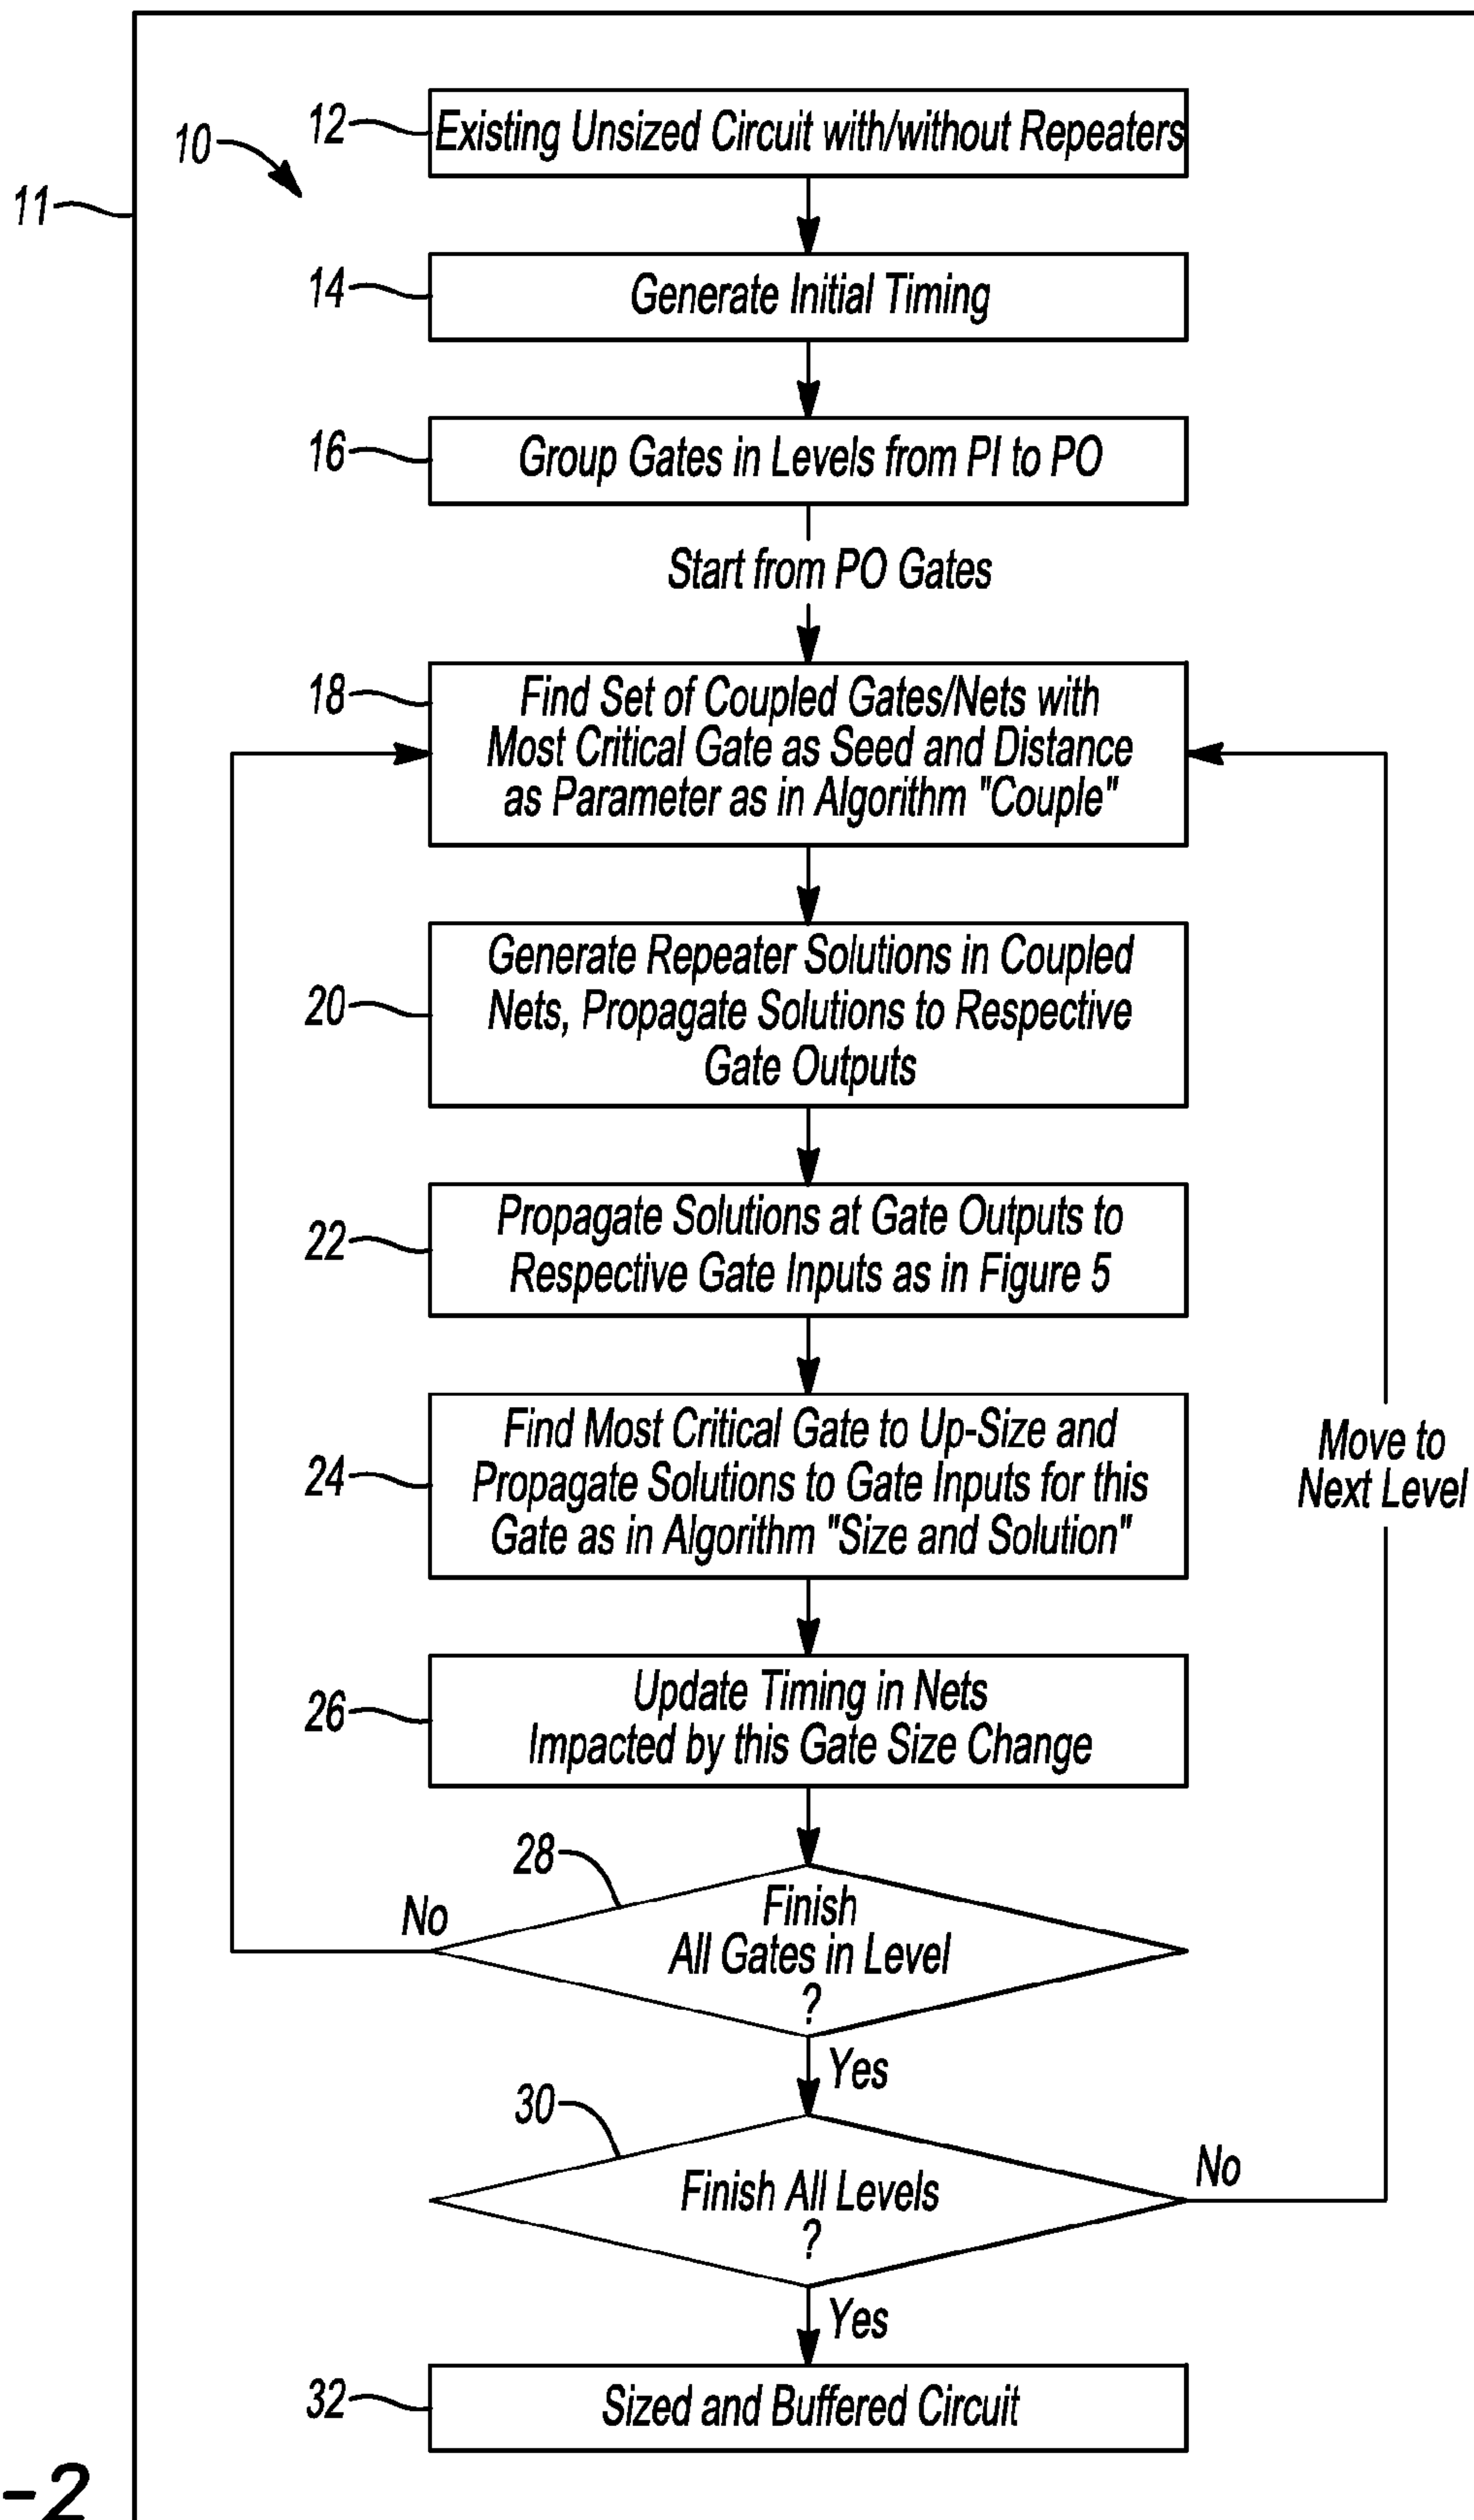 10
11
12
Existing Unsized Circuit with/without Repeaters
14
Generate Initial Timing
16
Group Gates in Levels from PI to PO
Start from PO Gates
18
Find Set of Coupled Gates/Nets with
Most Critical Gate as Seed and Distance
as Parameter as in Algorithm "Couple"
20
Generate Repeater Solutions in Coupled
Nets, Propagate Solutions to Respective
Gate Outputs
22
Propagate Solutions at Gate Outputs to
Respective Gate Inputs as in Figure 5
24
Find Most Critical Gate to Up-Size and
Propagate Solutions to Gate Inputs for this
Gate as in Algorithm "Size and Solution"
Move to
Next Level
26
Update Timing in Nets
Impacted by this Gate Size Change
28
No
Finish
All Gates in Level
?
Yes
30
Finish All Levels
?
No
Yes
32
Sized and Buffered Circuit
-2